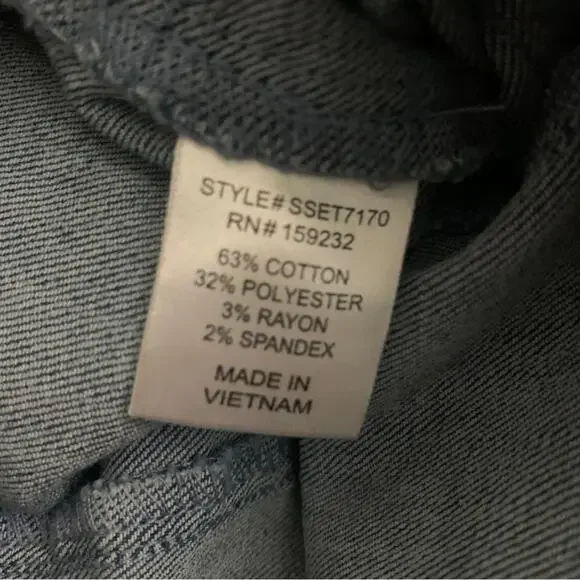 STYLE# SSET7170
RN# 159232
63% COTTON
32% POLYESTER
3% RAYON
2% SPANDEX
MADE IN
VIETNAM